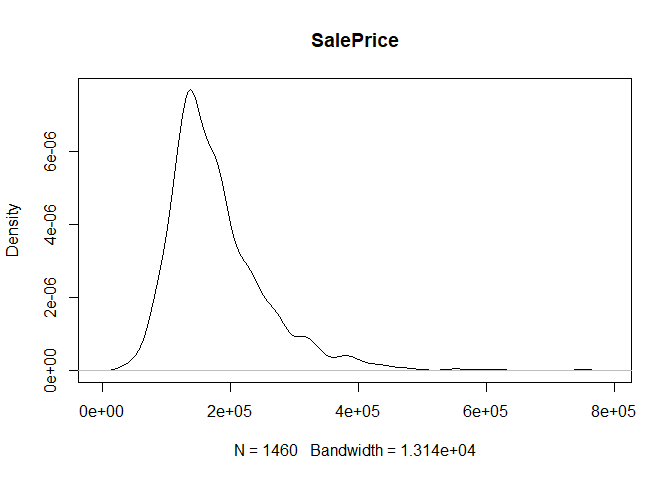 SalePrice
Density
6e-06
4e-06
2e-06
0e+00
0e+00 2e+05 4e+05 6e+05 8e+05
N = 1460 Bandwidth = 1.314e+04